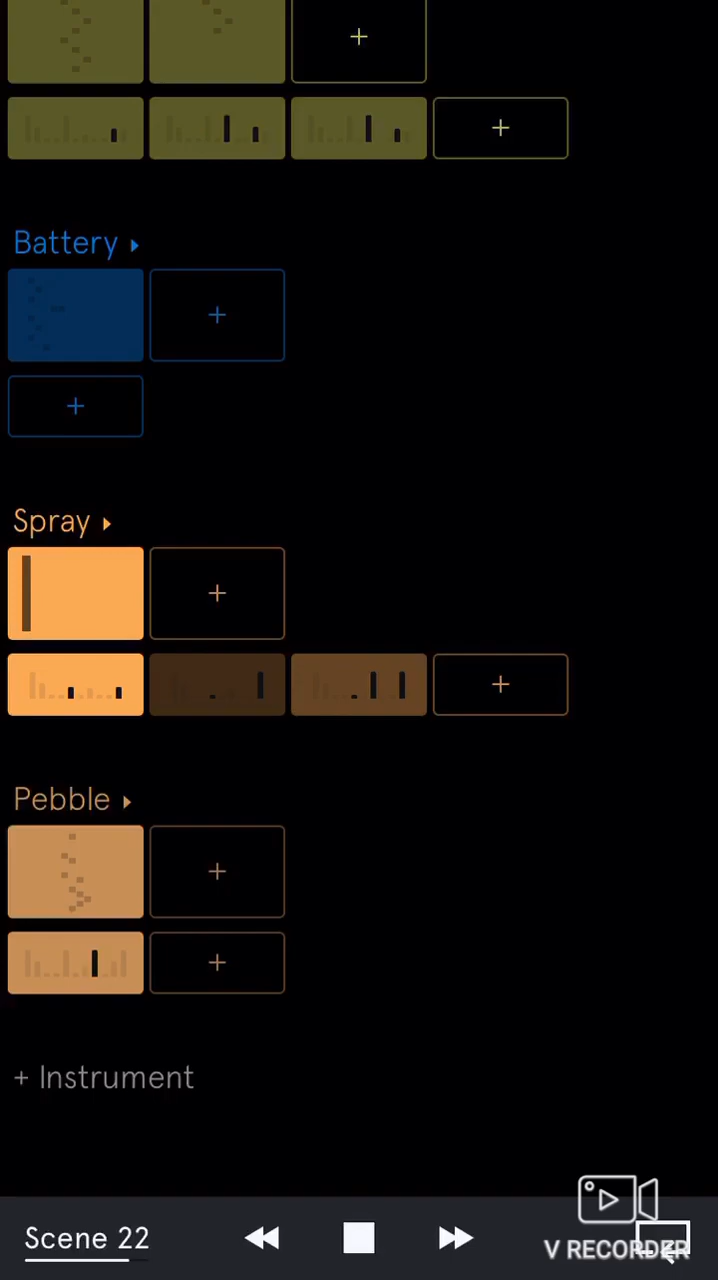 +
+
Battery
+
+
Spray
+
+
Pebble
+
+
+ Instrument
Scene 22
V RECORDER